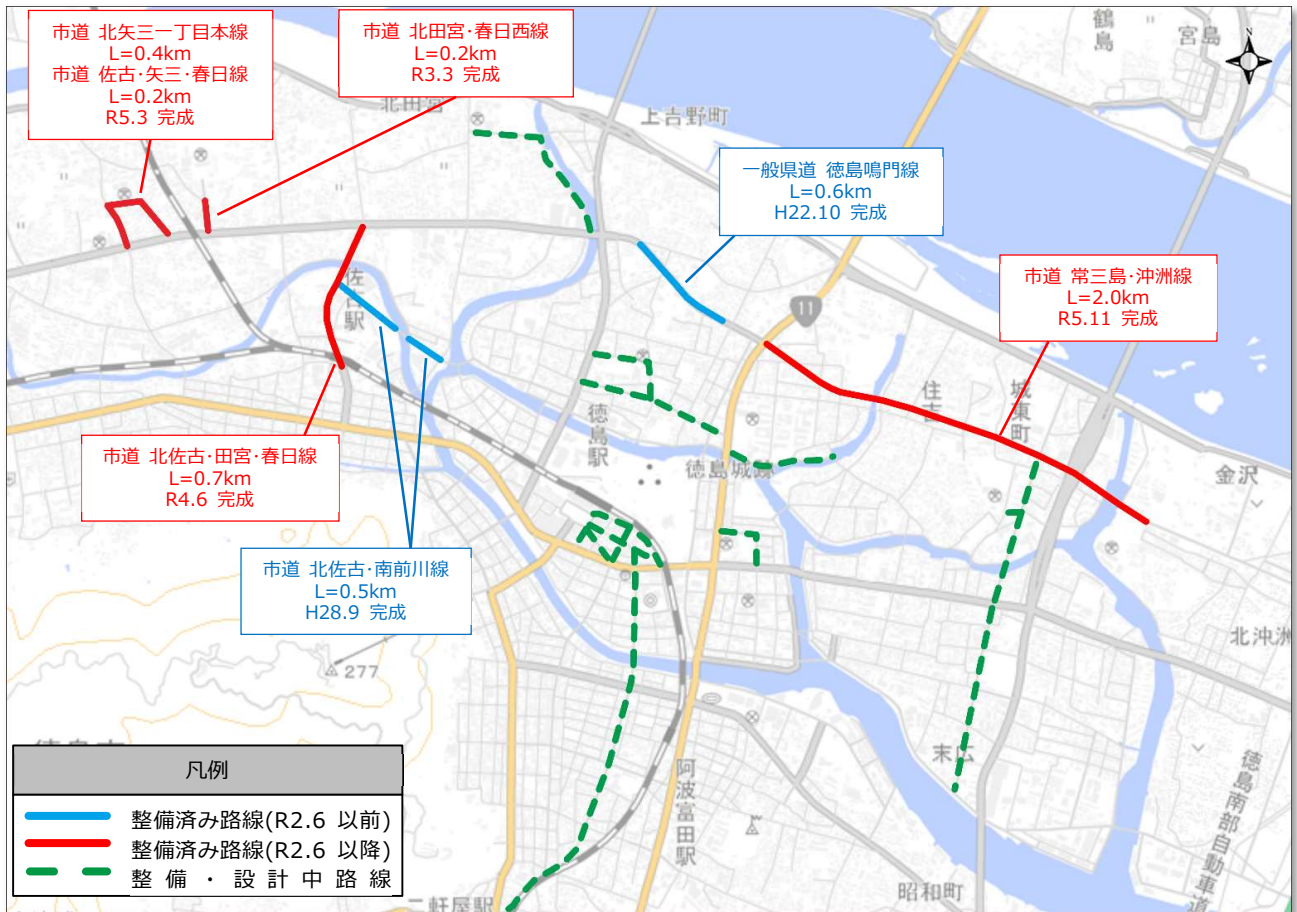 市道 北矢三一丁目本線
L=0.4km
市道 佐古・矢三・春日線
L=0.2km
R5.3 完成
市道 北田宮・春日西線
L=0.2km
R3.3 完成
鶴島
宮島
N
北田宮
上吉野町
一般県道 徳島鳴門線
L=0.6km
H22.10 完成
市道 常三島・沖洲線
L=2.0km
R5.11 完成
11
佐古駅
住吉
城東町
徳島駅
徳島城跡
金沢
市道 北佐古・田宮・春日線
L=0.7km
R4.6 完成
市道 北佐古・南前川線
L=0.5km
H28.9 完成
北沖洲
277
末広
阿波富田駅
徳島南部自動車道
昭和町
二軒屋駅
凡例
整備済み路線(R2.6 以前)
整備済み路線(R2.6 以降)
整備・設計中路線